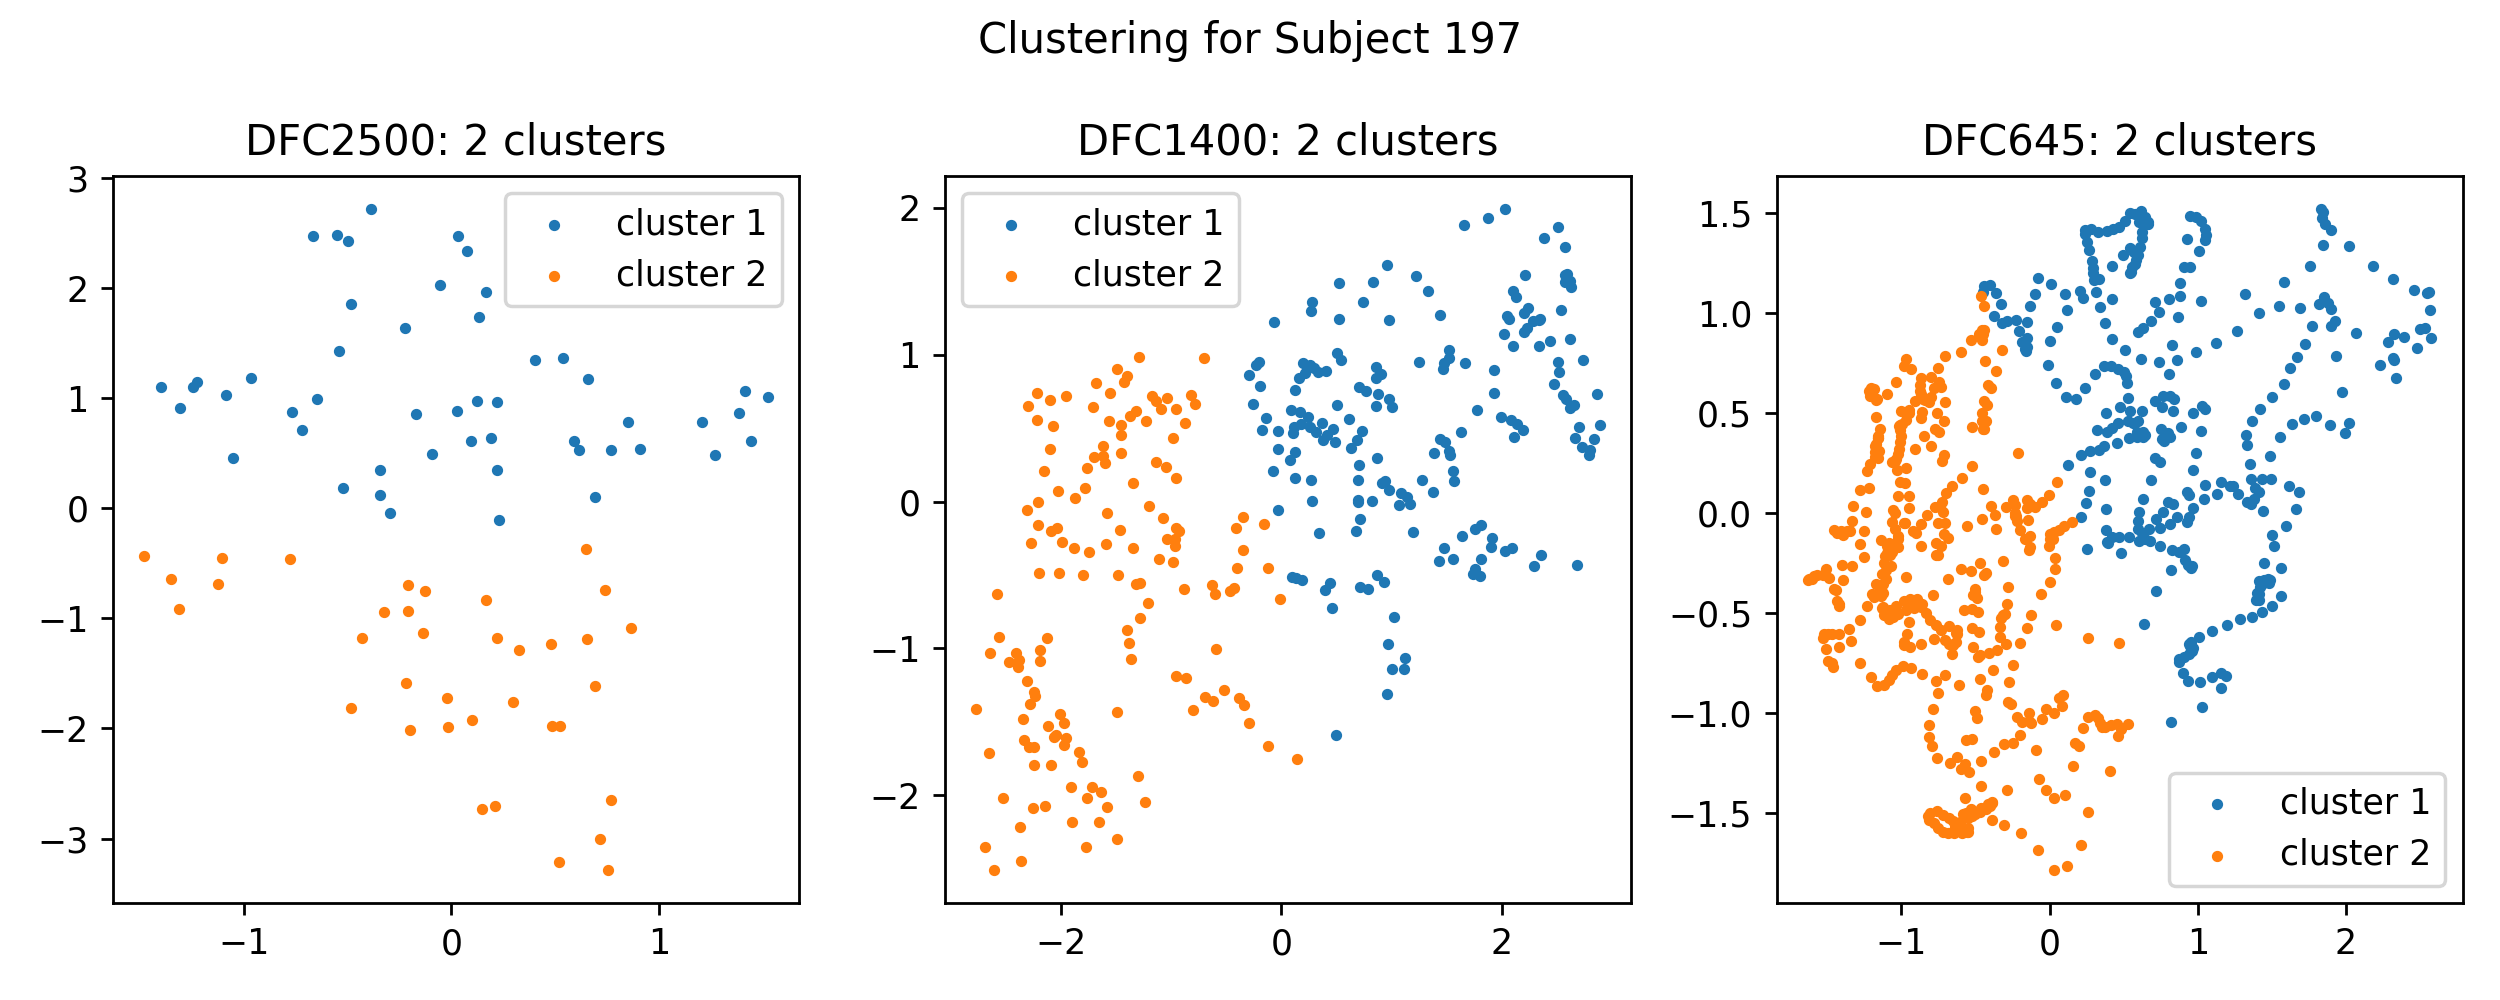 Clustering for Subject 197
DFC2500: 2 clusters
3
2
1
0
−1
−2
−3
−1
0
1
cluster 1
cluster 2
DFC1400: 2 clusters
2
1
0
−1
−2
−2
0
2
cluster 1
cluster 2
DFC645: 2 clusters
1.5
1.0
0.5
0.0
−0.5
−1.0
−1.5
−1
0
1
2
cluster 1
cluster 2